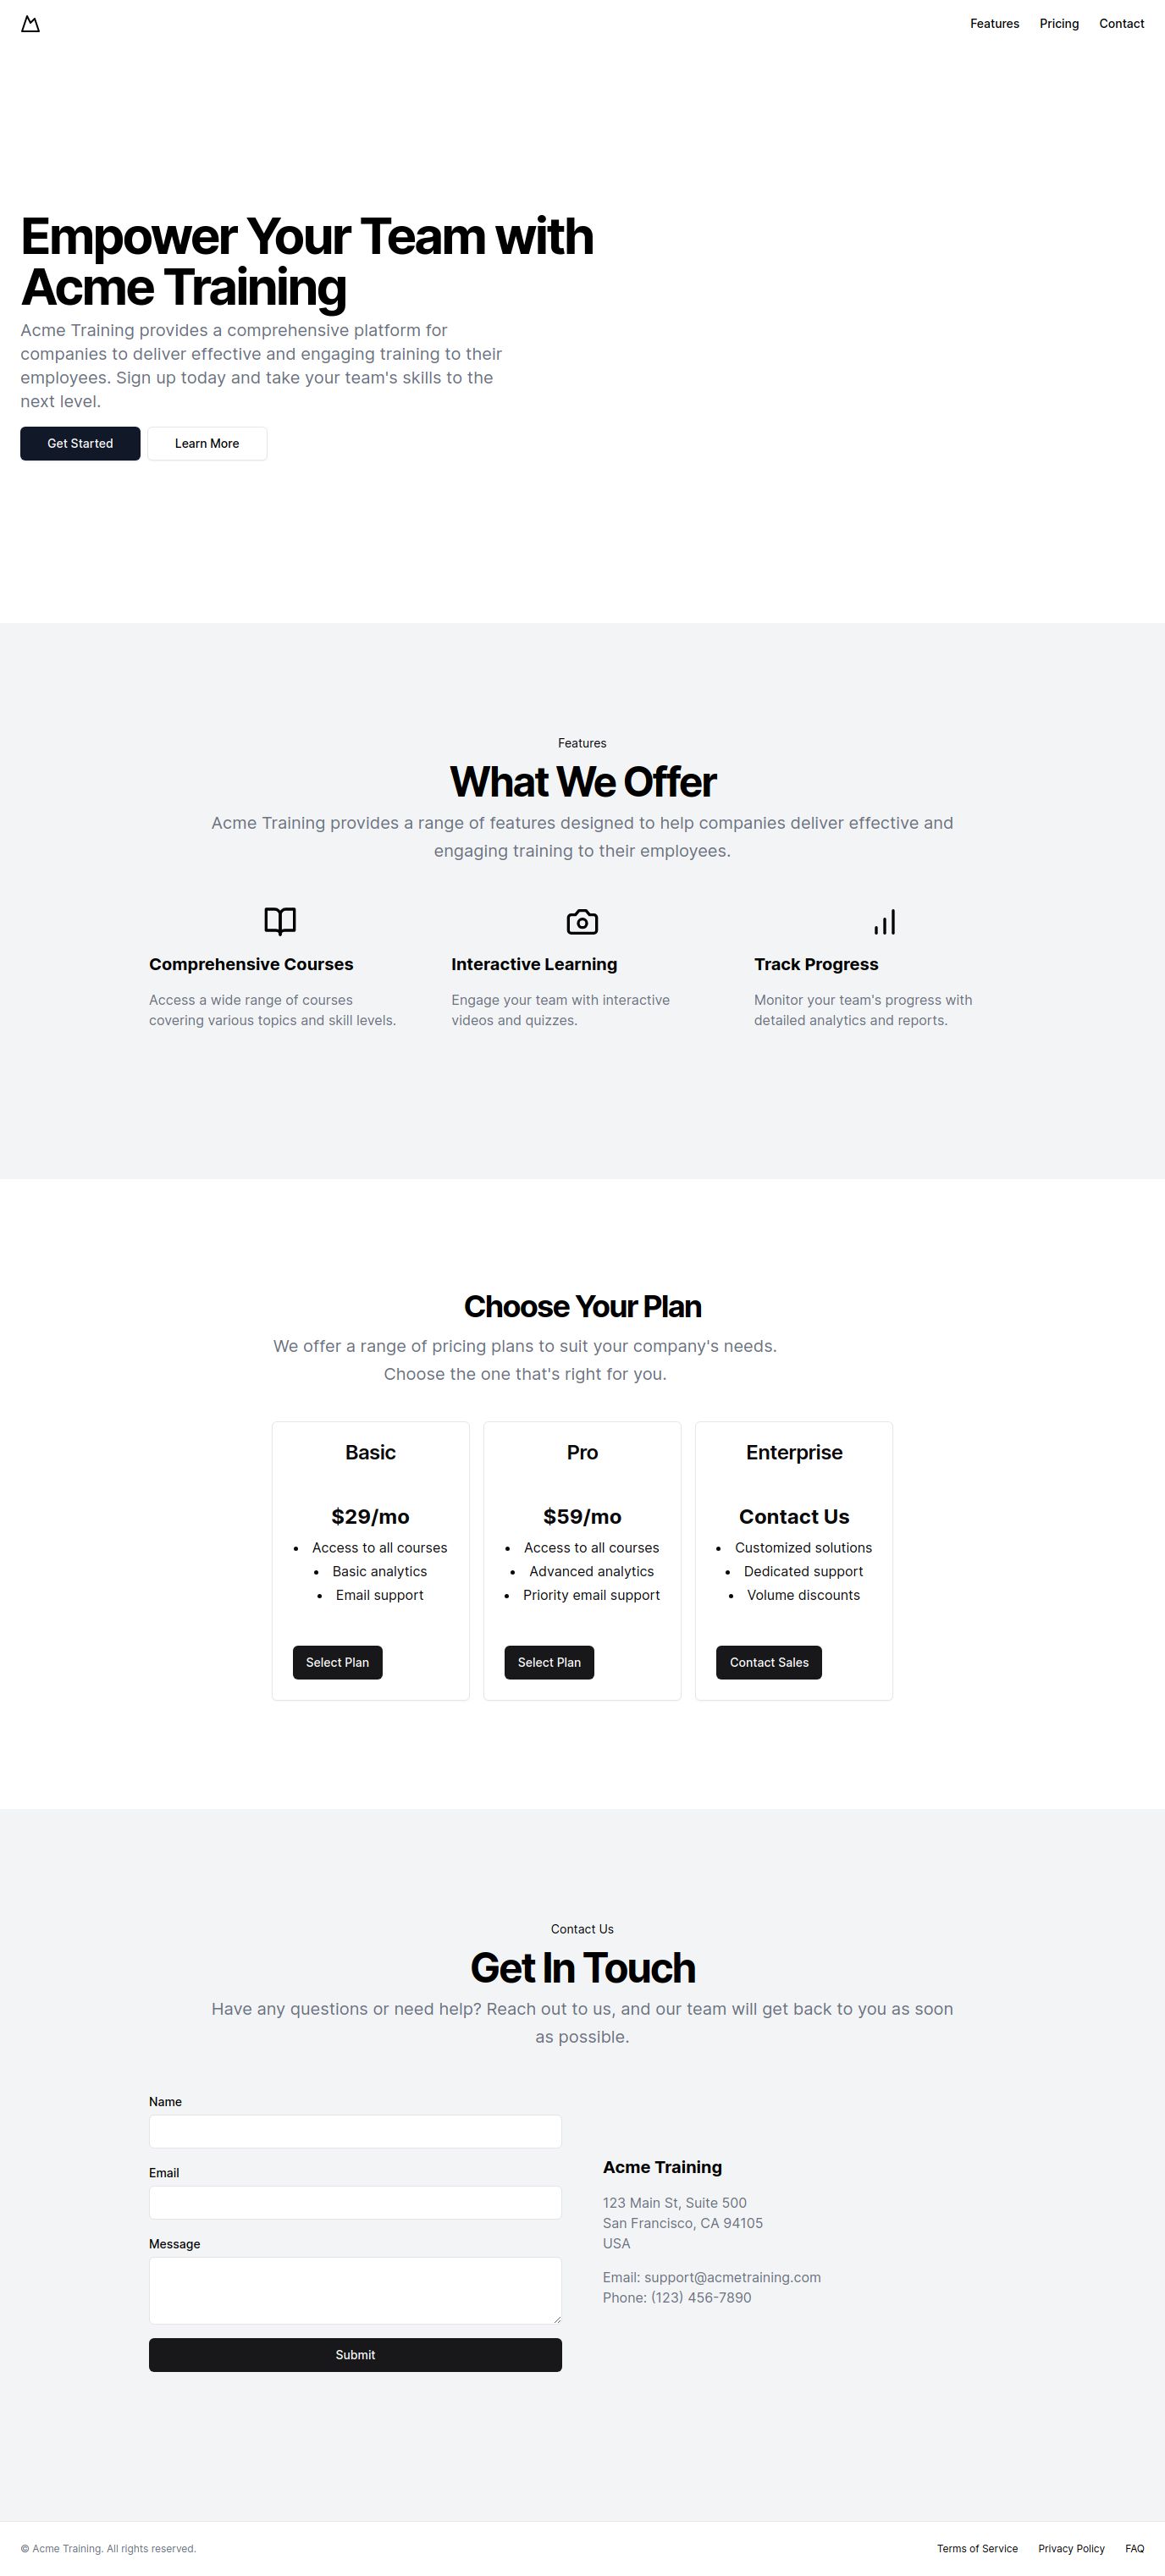 Features Pricing Contact
Empower Your Team with
Acme Training
Acme Training provides a comprehensive platform for
companies to deliver effective and engaging training to their
employees. Sign up today and take your team's skills to the
next level.
Get Started Learn More
Features
What We Offer
Acme Training provides a range of features designed to help companies deliver effective and
engaging training to their employees.
Comprehensive Courses
Access a wide range of courses
covering various topics and skill levels.
Interactive Learning
Engage your team with interactive
videos and quizzes.
Track Progress
Monitor your team's progress with
detailed analytics and reports.
Choose Your Plan
We offer a range of pricing plans to suit your company's needs.
Choose the one that's right for you.
Basic
$29/mo
• Access to all courses
• Basic analytics
• Email support
Select Plan
Pro
$59/mo
• Access to all courses
• Advanced analytics
• Priority email support
Select Plan
Enterprise
Contact Us
• Customized solutions
• Dedicated support
• Volume discounts
Contact Sales
Contact Us
Get In Touch
Have any questions or need help? Reach out to us, and our team will get back to you as soon
as possible.
Name
Email
Message
Submit
Acme Training
123 Main St, Suite 500
San Francisco, CA 94105
USA
Email: support@acmetraining.com
Phone: (123) 456-7890
© Acme Training. All rights reserved.
Terms of Service Privacy Policy FAQ